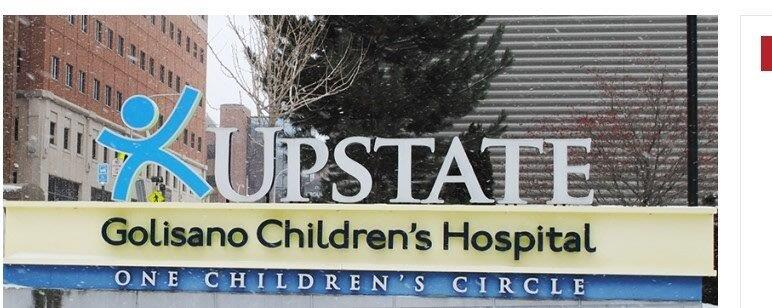 UPSTATE
Golisano Children's Hospital
ONE CHILDREN'S CIRCLE